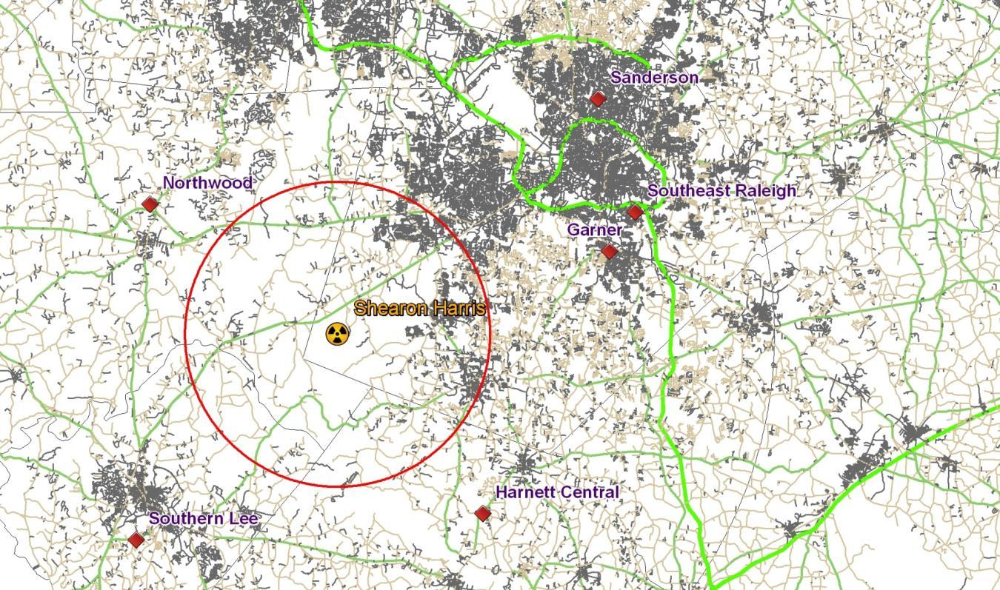 Sanderson
Northwood
Southeast Raleigh
Garner
Shearon Harris
Harnett Central
Southern Lee